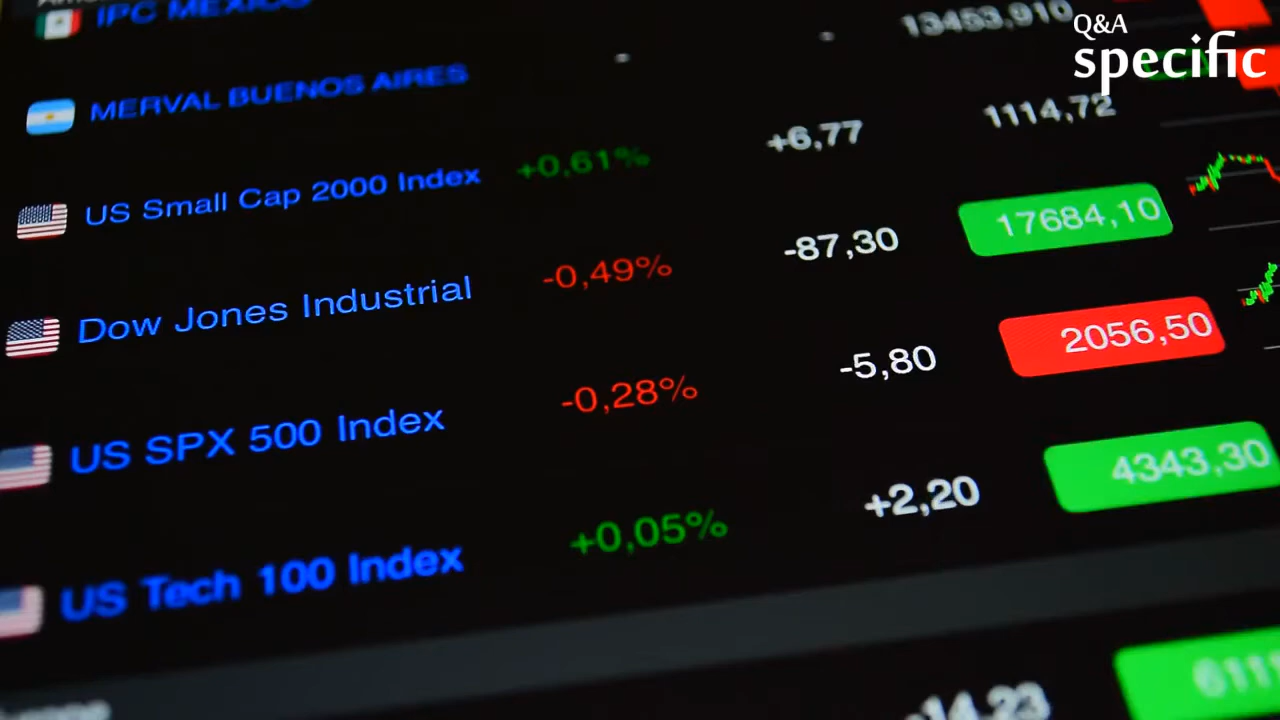 IPC MEXICO
13453,910
Q&A
specific
MERVAL BUENOS AIRES - -
US Small Cap 2000 Index +0,61% +6,77 1114,72
Dow Jones Industrial -0,49% -87,30 17684,10
US SPX 500 Index -0,28% -5,80 2056,50
US Tech 100 Index +0,05% +2,20 4343,30
14,23